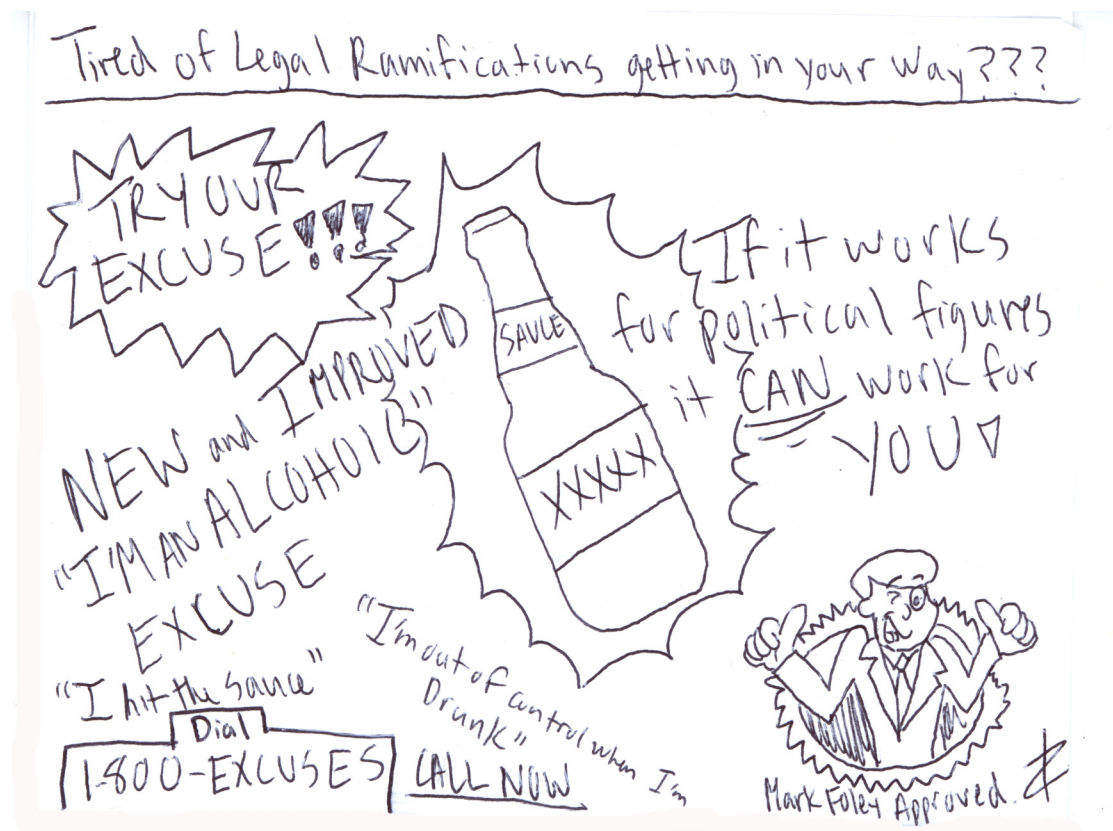 Tired of Legal Ramifications getting in your way???
TRY OUR
EXCUSE!!!
NEW and IMPROVED
"I'M AN ALCOHOLIC"
EXCUSE
"I hit the sauce"
"I'm out of control when I'm
Drunk"
SAUCE
XXXXX
If it works
for political figures
it CAN work for
YOU
Dial
1-800-EXCUSES
CALL NOW
Mark Foley Approved.